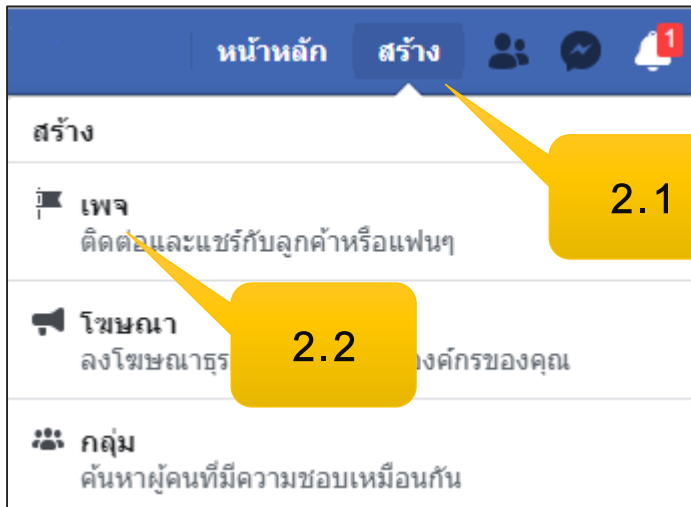 หน้าหลัก สร้าง 1
สร้าง
2.1
เพจ
ติดต่อและแชร์กับลูกค้าหรือแฟนๆ
2.2
โฆษณา
ลงโฆษณาธุร องค์กรของคุณ
กลุ่ม
ค้นหาผู้คนที่มีความชอบเหมือนกัน